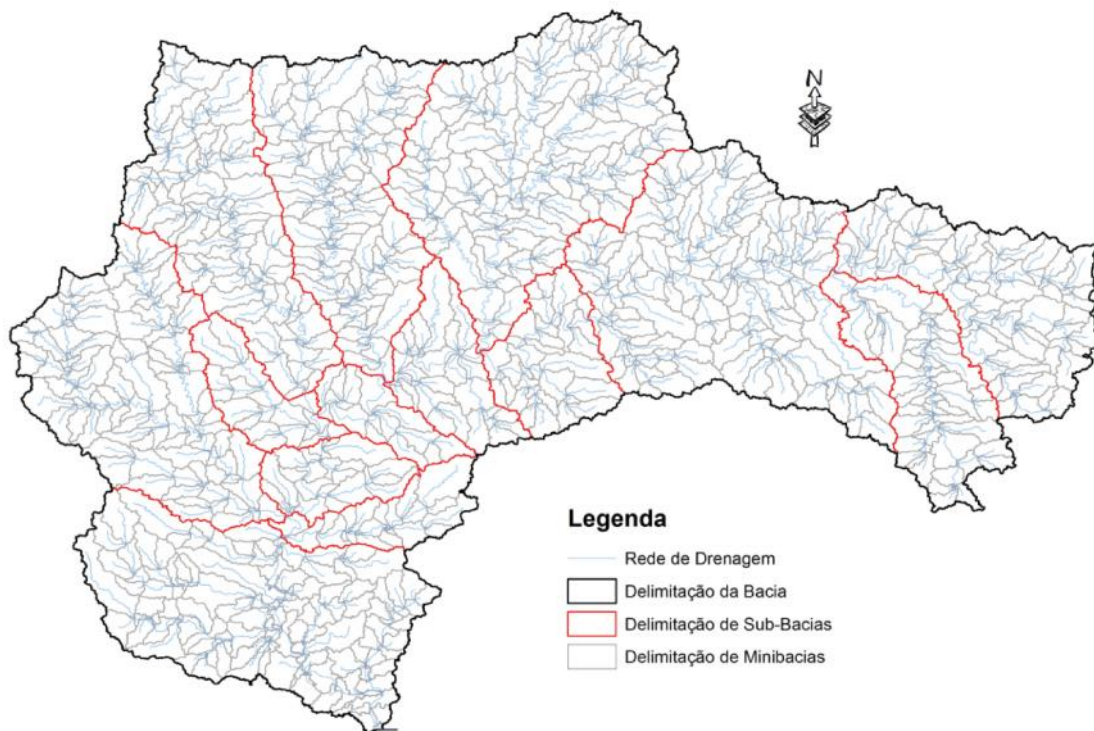 N
Legenda
Rede de Drenagem
Delimitação da Bacia
Delimitação de Sub-Bacias
Delimitação de Minibacias